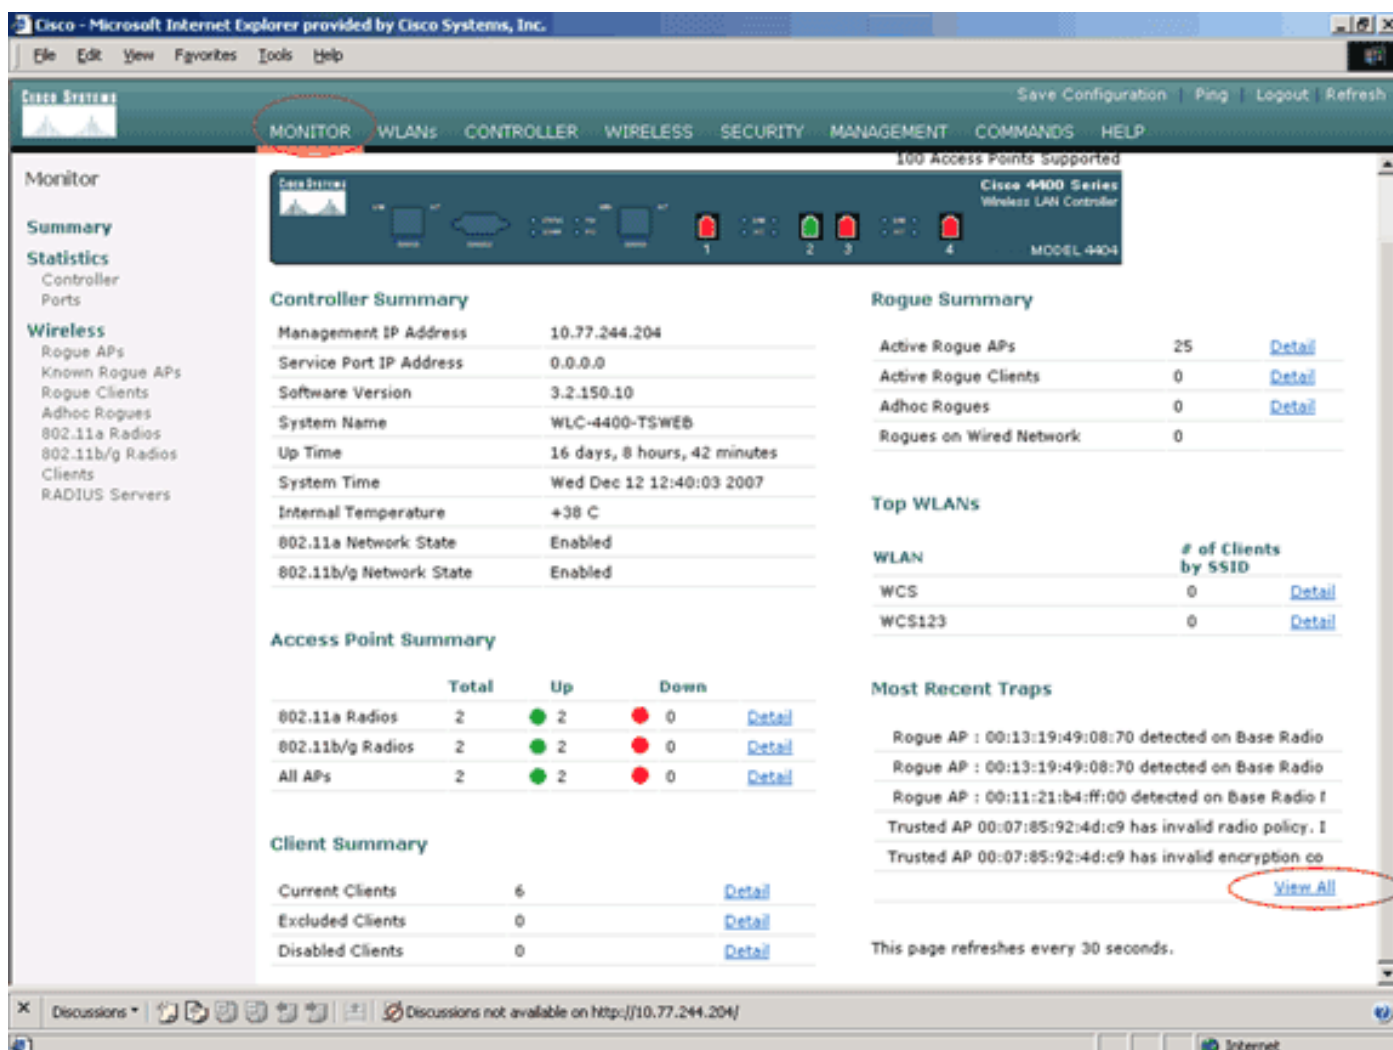 Cisco - Microsoft Internet Explorer provided by Cisco Systems, Inc.
File Edit View Favorites Tools Help
CISCO SYSTEMS
Save Configuration | Ping | Logout | Refresh
MONITOR WLANs CONTROLLER WIRELESS SECURITY MANAGEMENT COMMANDS HELP
Monitor
Summary
Statistics
Controller
Ports
Wireless
Rogue APs
Known Rogue APs
Rogue Clients
Adhoc Rogues
802.11a Radios
802.11b/g Radios
Clients
RADIUS Servers
100 Access Points Supported
CISCO SYSTEMS
Cisco 4400 Series
Wireless LAN Controller
1 2 3 4
MODEL 4404
Controller Summary
Management IP Address 10.77.244.204
Service Port IP Address 0.0.0.0
Software Version 3.2.150.10
System Name WLC-4400-TSWEB
Up Time 16 days, 8 hours, 42 minutes
System Time Wed Dec 12 12:40:03 2007
Internal Temperature +38 C
802.11a Network State Enabled
802.11b/g Network State Enabled
Access Point Summary
Total Up Down
802.11a Radios 2 2 0 Detail
802.11b/g Radios 2 2 0 Detail
All APs 2 2 0 Detail
Client Summary
Current Clients 6 Detail
Excluded Clients 0 Detail
Disabled Clients 0 Detail
Rogue Summary
Active Rogue APs 25 Detail
Active Rogue Clients 0 Detail
Adhoc Rogues 0 Detail
Rogues on Wired Network 0
Top WLANs
WLAN # of Clients by SSID
WCS 0 Detail
WCS123 0 Detail
Most Recent Traps
Rogue AP : 00:13:19:49:08:70 detected on Base Radio
Rogue AP : 00:13:19:49:08:70 detected on Base Radio
Rogue AP : 00:11:21:b4:ff:00 detected on Base Radio
Trusted AP 00:07:85:92:4d:c9 has invalid radio policy.
Trusted AP 00:07:85:92:4d:c9 has invalid encryption co
View All
This page refreshes every 30 seconds.
Discussions Discussions not available on http://10.77.244.204/
Internet